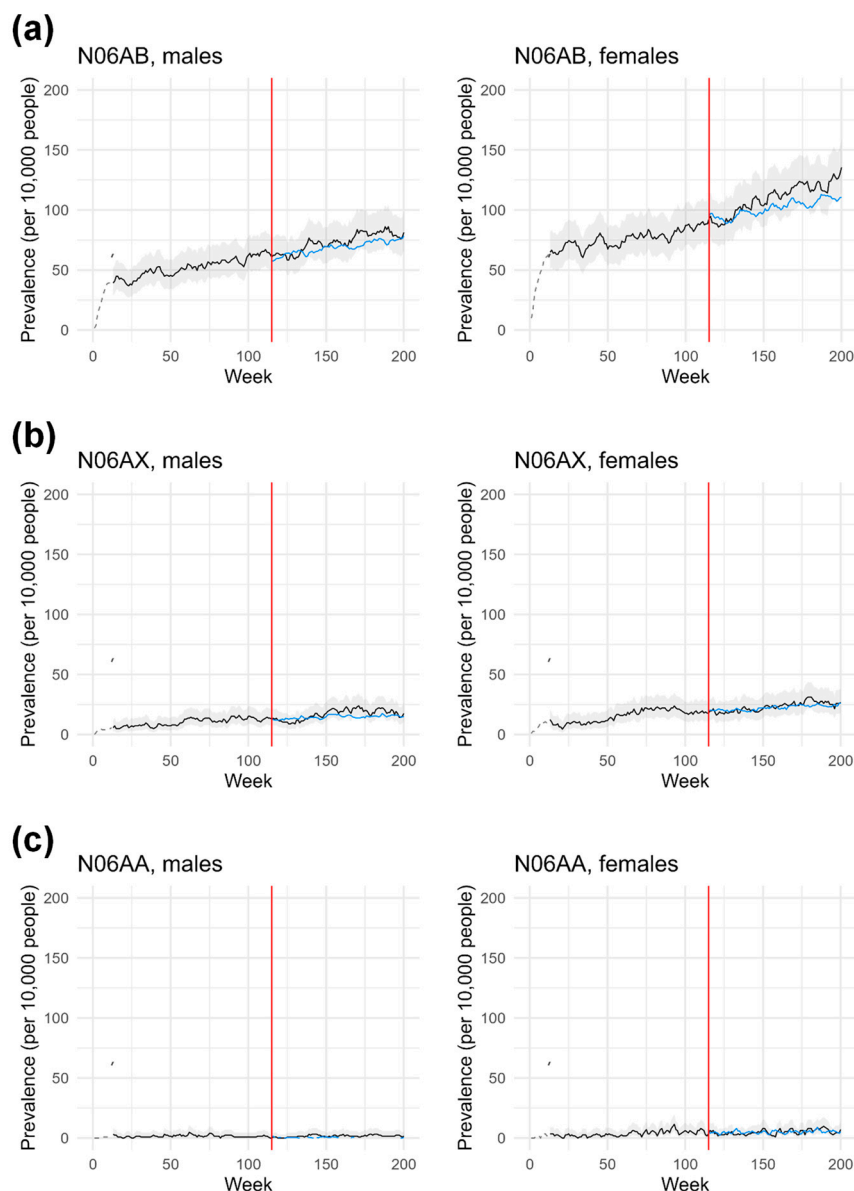 (a)
N06AB, males
N06AB, females
Prevalence (per 10,000 people)
200
150
100
50
0
0 50 100 150 200
Week
Prevalence (per 10,000 people)
200
150
100
50
0
0 50 100 150 200
Week
(b)
N06AX, males
N06AX, females
Prevalence (per 10,000 people)
200
150
100
50
0
0 50 100 150 200
Week
Prevalence (per 10,000 people)
200
150
100
50
0
0 50 100 150 200
Week
(c)
N06AA, males
N06AA, females
Prevalence (per 10,000 people)
200
150
100
50
0
0 50 100 150 200
Week
Prevalence (per 10,000 people)
200
150
100
50
0
0 50 100 150 200
Week